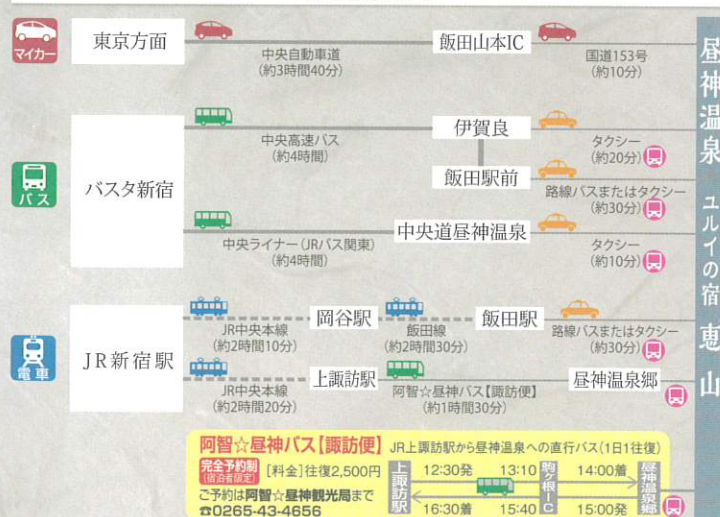 マイカー
東京方面
中央自動車道
(約3時間40分)
飯田山本IC
国道153号
(約10分)
バス
バスタ新宿
中央高速バス
(約4時間)
伊賀良
タクシー
(約20分)
飯田駅前
路線バスまたはタクシー
(約30分)
中央ライナー(JRバス関東)
(約4時間)
中央道昼神温泉
タクシー
(約10分)
電車
JR新宿駅
JR中央本線
(約2時間10分)
岡谷駅
飯田線
(約2時間30分)
飯田駅
路線バスまたはタクシー
(約30分)
JR中央本線
(約2時間20分)
上諏訪駅
阿智☆昼神バス【諏訪便】
(約1時間30分)
昼神温泉郷
昼神温泉 ユルイの宿 恵山
阿智☆昼神バス【諏訪便】 JR上諏訪駅から昼神温泉への直行バス(1日1往復)
完全予約制
(宿泊者限定)
[料金]往復2,500円
ご予約は阿智☆昼神観光局まで
☎0265-43-4656
上諏訪駅
12:30発 13:10
駒ヶ根IC
14:00着
昼神温泉郷
16:30着 15:40
15:00発